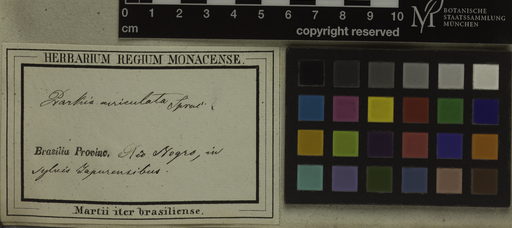 0 1 2 3 4 5 6 7 8 9 10
cm
copyright reserved
BOTANISCHE
STAATSSAMMLUNG
MÜNCHEN
HERBARIUM REGIUM MONACENSE.
Parkia auriculata Spruc.
Brasilia Provinc. Rio Negro, in
sylvis Japurensibus.
Martii iter brasiliense.